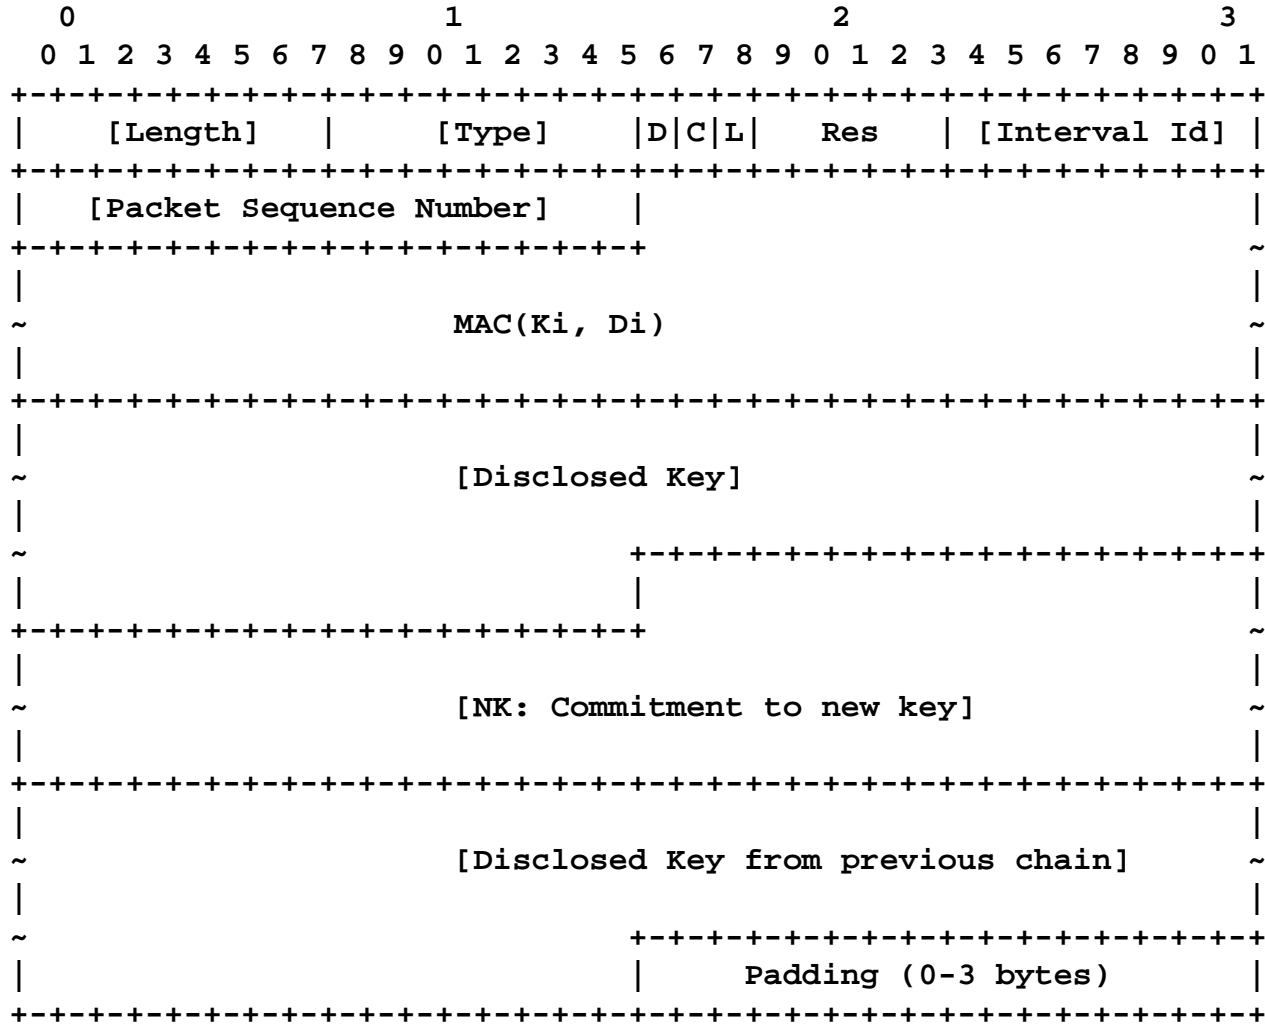 0 1 2 3
0 1 2 3 4 5 6 7 8 9 0 1 2 3 4 5 6 7 8 9 0 1 2 3 4 5 6 7 8 9 0 1
+-+-+-+-+-+-+-+-+-+-+-+-+-+-+-+-+-+-+-+-+-+-+-+-+-+-+-+-+-+-+-+-+
| [Length] | [Type] |D|C|L| Res | [Interval Id] |
+-+-+-+-+-+-+-+-+-+-+-+-+-+-+-+-+-+-+-+-+-+-+-+-+-+-+-+-+-+-+-+-+
| [Packet Sequence Number] | |
+-+-+-+-+-+-+-+-+-+-+-+-+-+-+-+-+ ~
| |
~ MAC(Ki, Di) ~
| |
+-+-+-+-+-+-+-+-+-+-+-+-+-+-+-+-+-+-+-+-+-+-+-+-+-+-+-+-+-+-+-+-+
| |
~ [Disclosed Key] ~
| |
~ +-+-+-+-+-+-+-+-+-+-+-+-+-+-+-+-+
| | |
+-+-+-+-+-+-+-+-+-+-+-+-+-+-+-+-+ ~
| |
~ [NK: Commitment to new key] ~
| |
+-+-+-+-+-+-+-+-+-+-+-+-+-+-+-+-+-+-+-+-+-+-+-+-+-+-+-+-+-+-+-+-+
| |
~ [Disclosed Key from previous chain] ~
| |
~ +-+-+-+-+-+-+-+-+-+-+-+-+-+-+-+-+
| | Padding (0-3 bytes) |
+-+-+-+-+-+-+-+-+-+-+-+-+-+-+-+-+-+-+-+-+-+-+-+-+-+-+-+-+-+-+-+-+